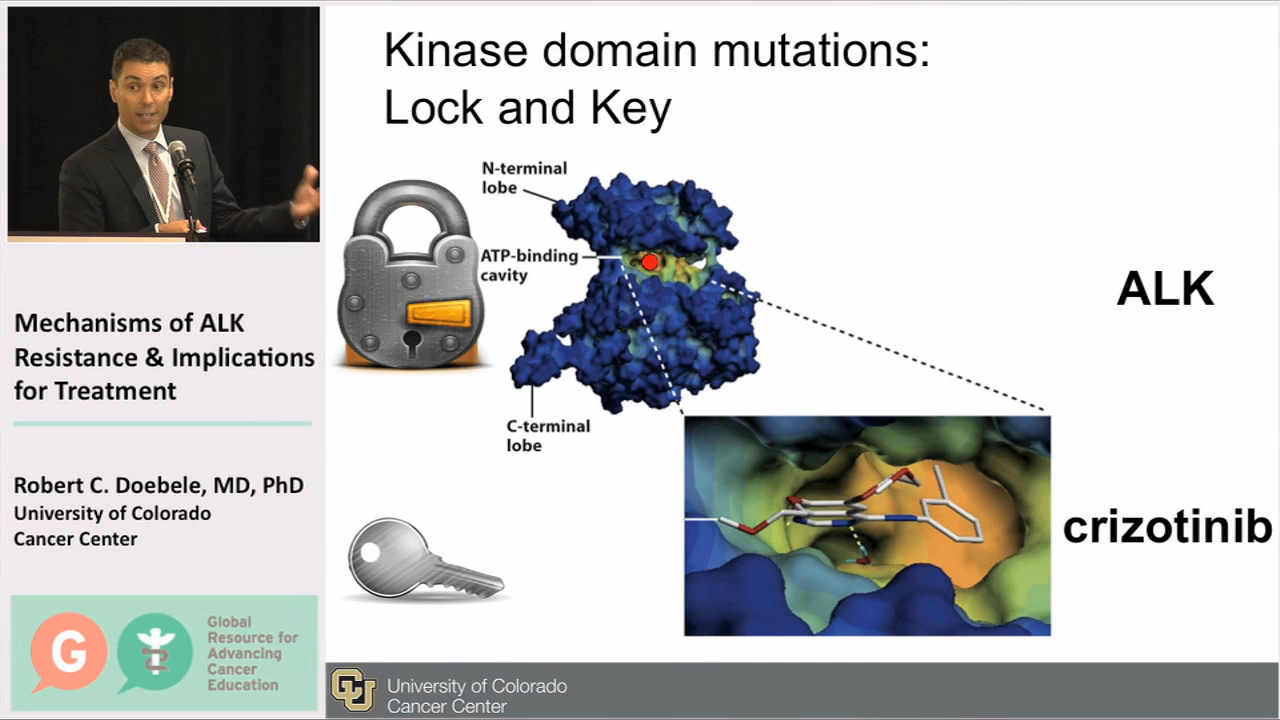 Kinase domain mutations:
Lock and Key
N-terminal
lobe
ATP-binding
cavity
C-terminal
lobe
ALK
crizotinib
Mechanisms of ALK
Resistance & Implications
for Treatment
Robert C. Doebele, MD, PhD
University of Colorado
Cancer Center
G
Global
Resource for
Advancing
Cancer
Education
CU
University of Colorado
Cancer Center